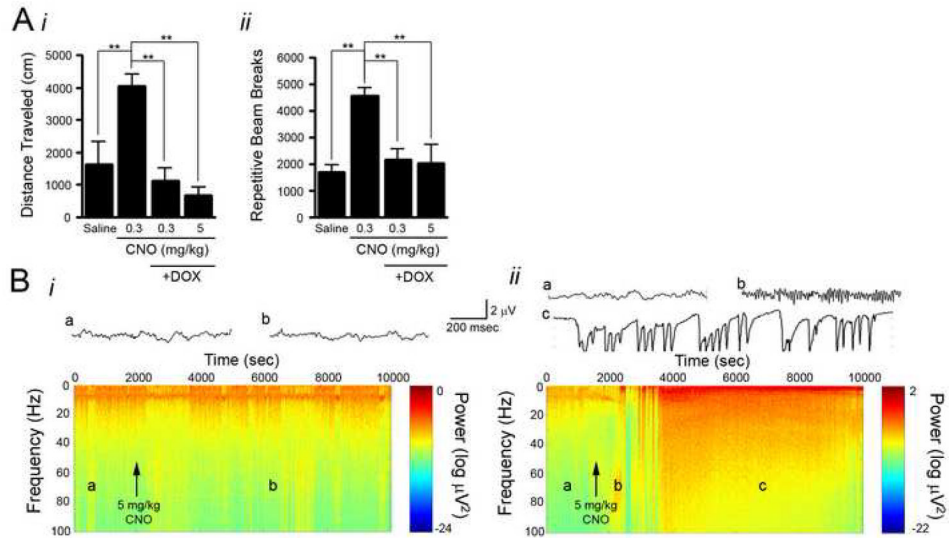 A i
Distance Traveled (cm)
5000
4000
3000
2000
1000
0
** **
**
Saline 0.3 0.3 5
CNO (mg/kg)
+DOX
ii
Repetitive Beam Breaks
6000
5000
4000
3000
2000
1000
0
** **
**
Saline 0.3 0.3 5
CNO (mg/kg)
+DOX
B i
a b
2 μV
200 msec
Time (sec)
0 2000 4000 6000 8000 10000
Frequency (Hz)
0
20
40
60
80
100
a b
5 mg/kg
CNO
0
Power (log μV²)
-24
ii
a b
c
Time (sec)
0 2000 4000 6000 8000 10000
Frequency (Hz)
0
20
40
60
80
100
a b c
5 mg/kg
CNO
2
Power (log μV²)
-22